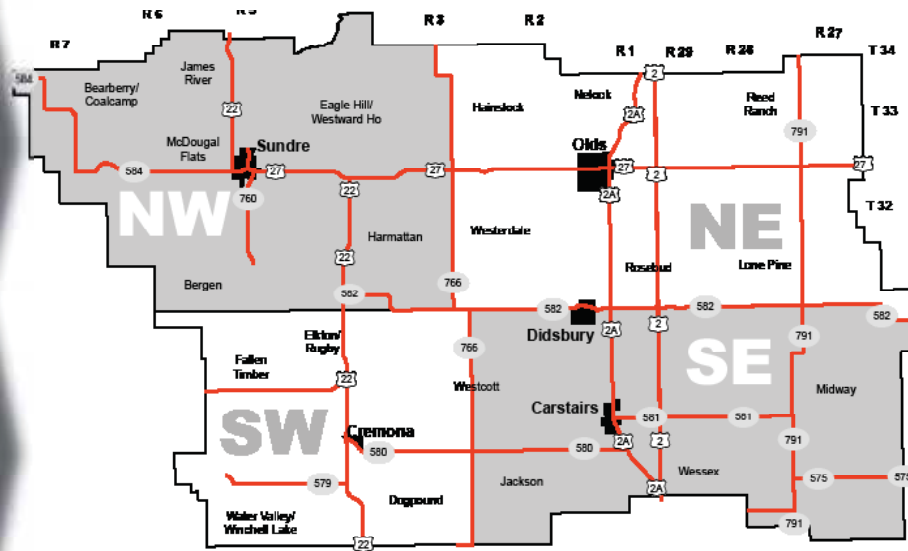 R 7
R 6
R 5
R 3
R 2
R 1
R 29
R 28
R 27
T 34
584
James
River
Bearberry/
Coalcamp
22
Eagle Hill/
Westward Ho
Hainstock
Nelook
2
2A
Reed
Ranch
791
T 33
McDougal
Flats
Sundre
Olds
584
27
27
27
2
27
760
22
2A
T 32
NW
Harmattan
Westerdale
NE
22
Rosebud
Lone Pine
Bergen
766
582
582
582
582
Elkton/
Rugby
Didsbury
2A
2
791
Fallen
Timber
766
SE
22
Westcott
Midway
SW
Carstairs
581
581
Cremona
580
580
2A
2
791
579
Jackson
Wessex
575
575
2A
Water Valley/
Winchell Lake
Dogpound
791
22